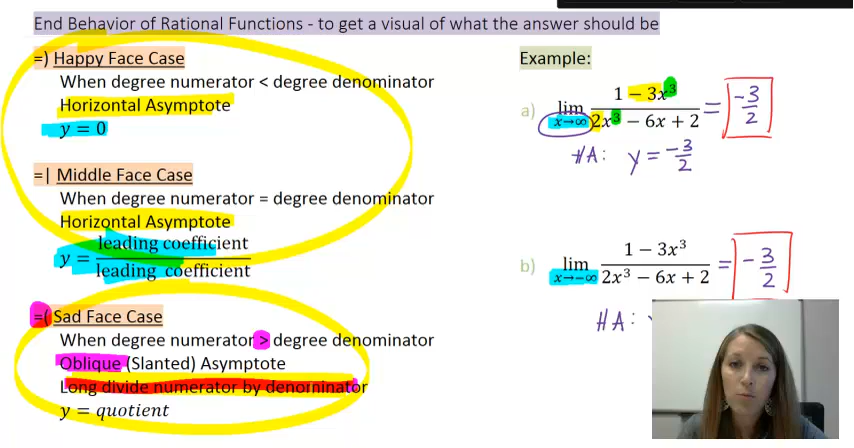 End Behavior of Rational Functions - to get a visual of what the answer should be
=) Happy Face Case
When degree numerator < degree denominator
Horizontal Asymptote
y = 0
=| Middle Face Case
When degree numerator = degree denominator
Horizontal Asymptote
y = leading coefficient / leading coefficient
=( Sad Face Case
When degree numerator > degree denominator
Oblique (Slanted) Asymptote
Long divide numerator by denominator
y = quotient
Example:
a) lim x→∞ (1 − 3x³)/(2x³ − 6x + 2) = -3/2
HA: y = -3/2
b) lim x→−∞ (1 − 3x³)/(2x³ − 6x + 2) = -3/2
HA: